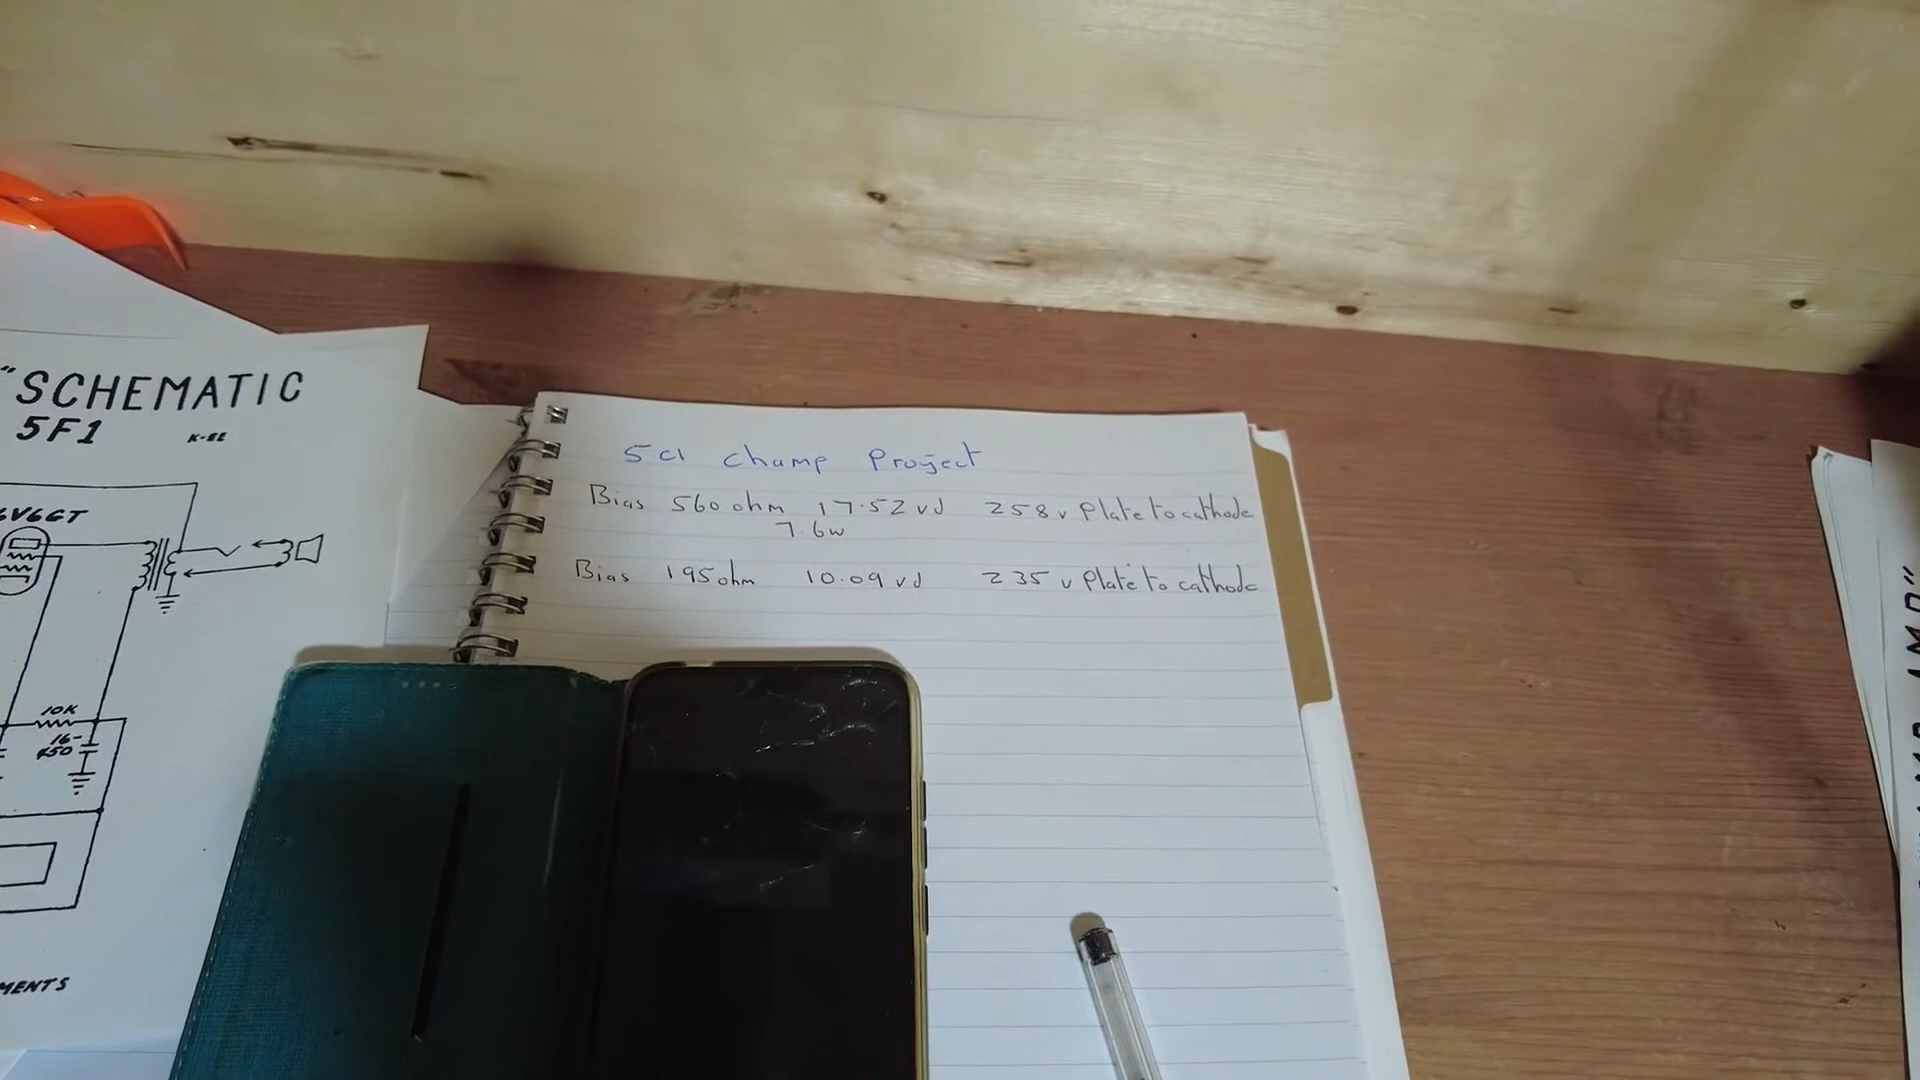 "SCHEMATIC
5F1
K-EE
6V6GT
10K
16-
450
MENTS
5c1 Champ Project
Bias 560 ohm 17.52 vd 258 v Plate to cathode
7.6w
Bias 195 ohm 10.09 vd 235 v Plate to cathode